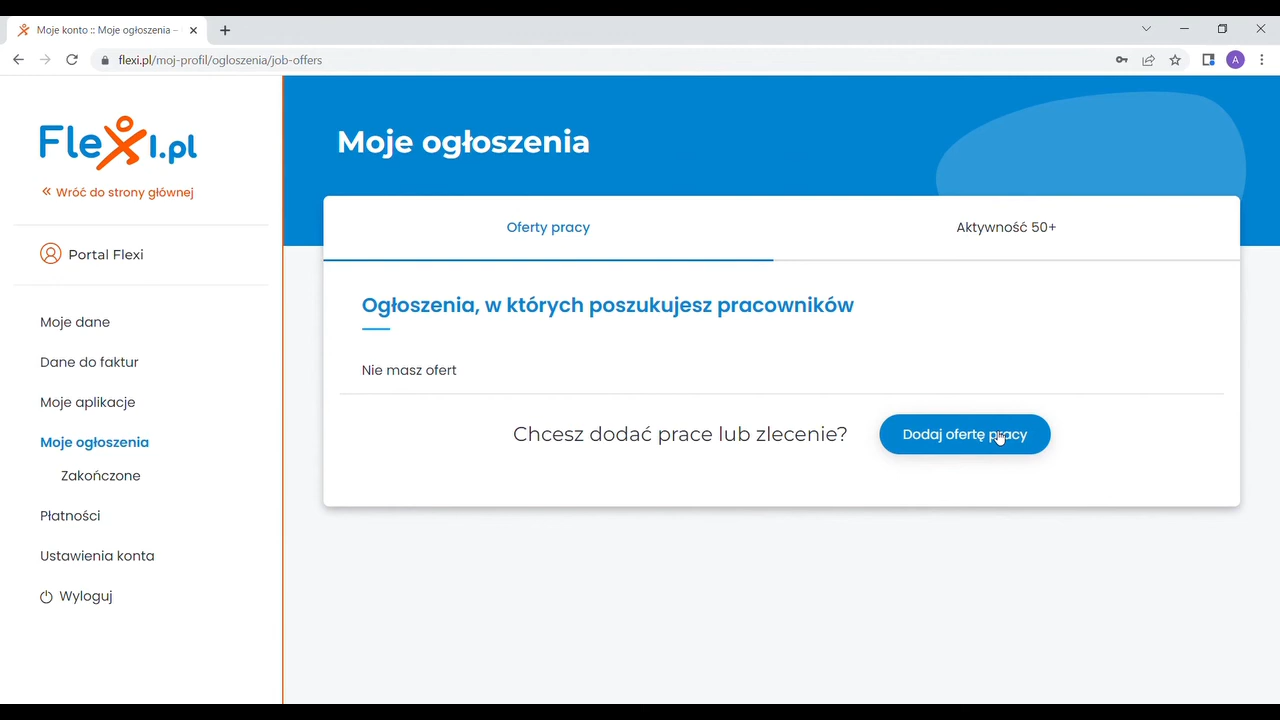 Moje konto :: Moje ogłoszenia –
flexi.pl/moj-profil/ogloszenia/job-offers
A
Flexi.pl
« Wróć do strony głównej
Portal Flexi
Moje dane
Dane do faktur
Moje aplikacje
Moje ogłoszenia
Zakończone
Płatności
Ustawienia konta
Wyloguj
Moje ogłoszenia
Oferty pracy
Aktywność 50+
Ogłoszenia, w których poszukujesz pracowników
Nie masz ofert
Chcesz dodać prace lub zlecenie?
Dodaj ofertę pracy